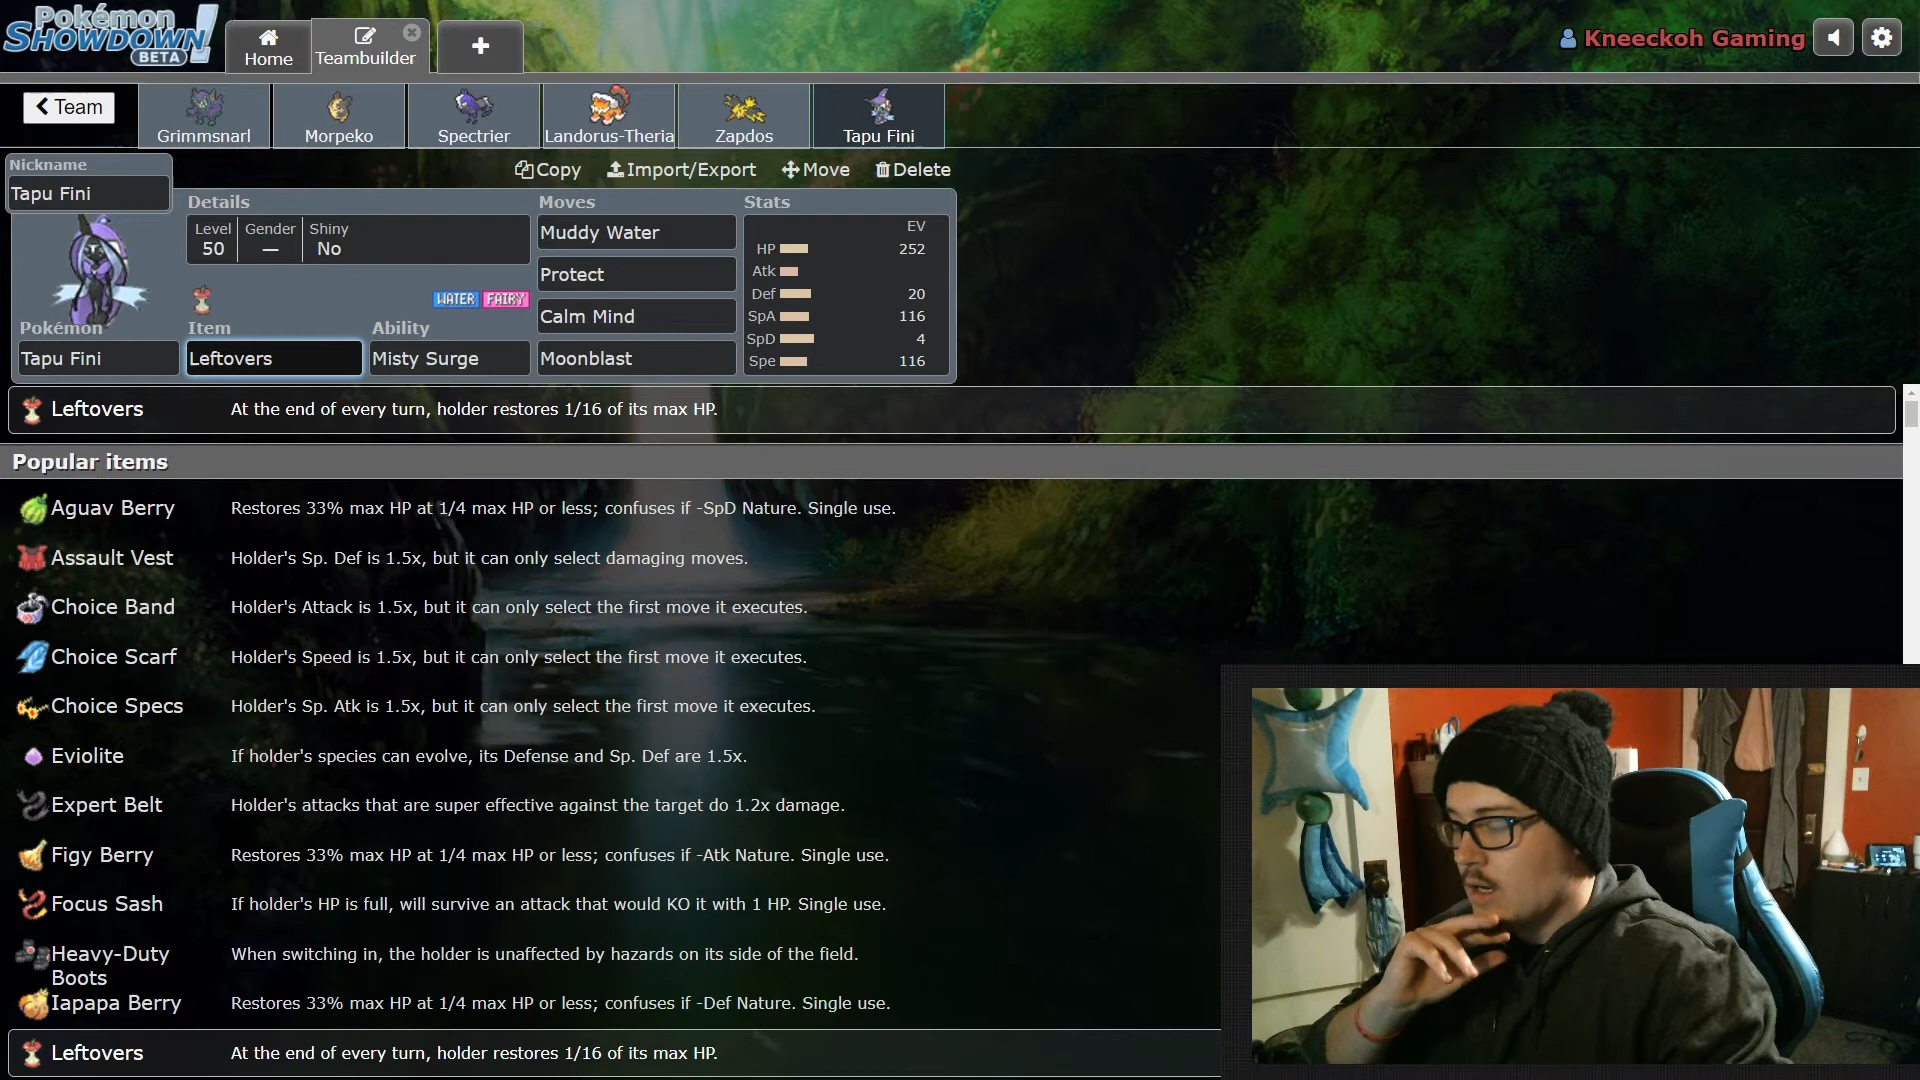 Pokémon
SHOWDOWN!
BETA
Home
Teambuilder
Kneeckoh Gaming
Team
Grimmsnarl
Morpeko
Spectrier
Landorus-Theria
Zapdos
Tapu Fini
Copy
Import/Export
Move
Delete
Nickname
Tapu Fini
Details
Moves
Stats
Level
Gender
Shiny
50
—
No
WATER
FAIRY
Pokémon
Item
Ability
Tapu Fini
Leftovers
Misty Surge
Muddy Water
Protect
Calm Mind
Moonblast
EV
HP 252
Atk
Def 20
SpA 116
SpD 4
Spe 116
Leftovers At the end of every turn, holder restores 1/16 of its max HP.
Popular items
Aguav Berry Restores 33% max HP at 1/4 max HP or less; confuses if -SpD Nature. Single use.
Assault Vest Holder's Sp. Def is 1.5x, but it can only select damaging moves.
Choice Band Holder's Attack is 1.5x, but it can only select the first move it executes.
Choice Scarf Holder's Speed is 1.5x, but it can only select the first move it executes.
Choice Specs Holder's Sp. Atk is 1.5x, but it can only select the first move it executes.
Eviolite If holder's species can evolve, its Defense and Sp. Def are 1.5x.
Expert Belt Holder's attacks that are super effective against the target do 1.2x damage.
Figy Berry Restores 33% max HP at 1/4 max HP or less; confuses if -Atk Nature. Single use.
Focus Sash If holder's HP is full, will survive an attack that would KO it with 1 HP. Single use.
Heavy-Duty Boots When switching in, the holder is unaffected by hazards on its side of the field.
Iapapa Berry Restores 33% max HP at 1/4 max HP or less; confuses if -Def Nature. Single use.
Leftovers At the end of every turn, holder restores 1/16 of its max HP.